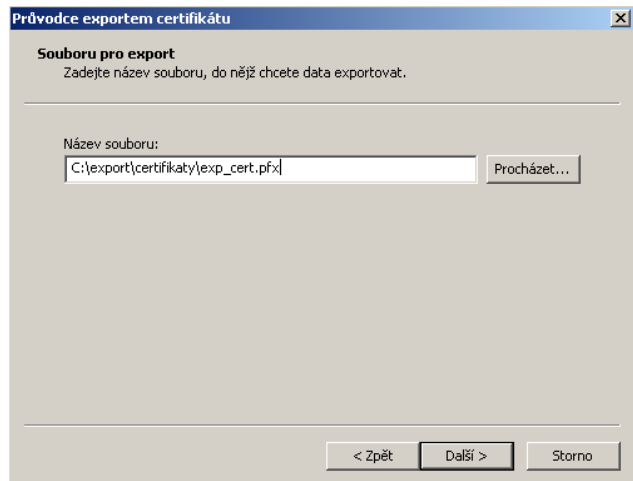 Průvodce exportem certifikátu
Souboru pro export
Zadejte název souboru, do nějž chcete data exportovat.
Název souboru:
C:\export\certifikaty\exp_cert.pfx
Procházet...
< Zpět
Další >
Storno